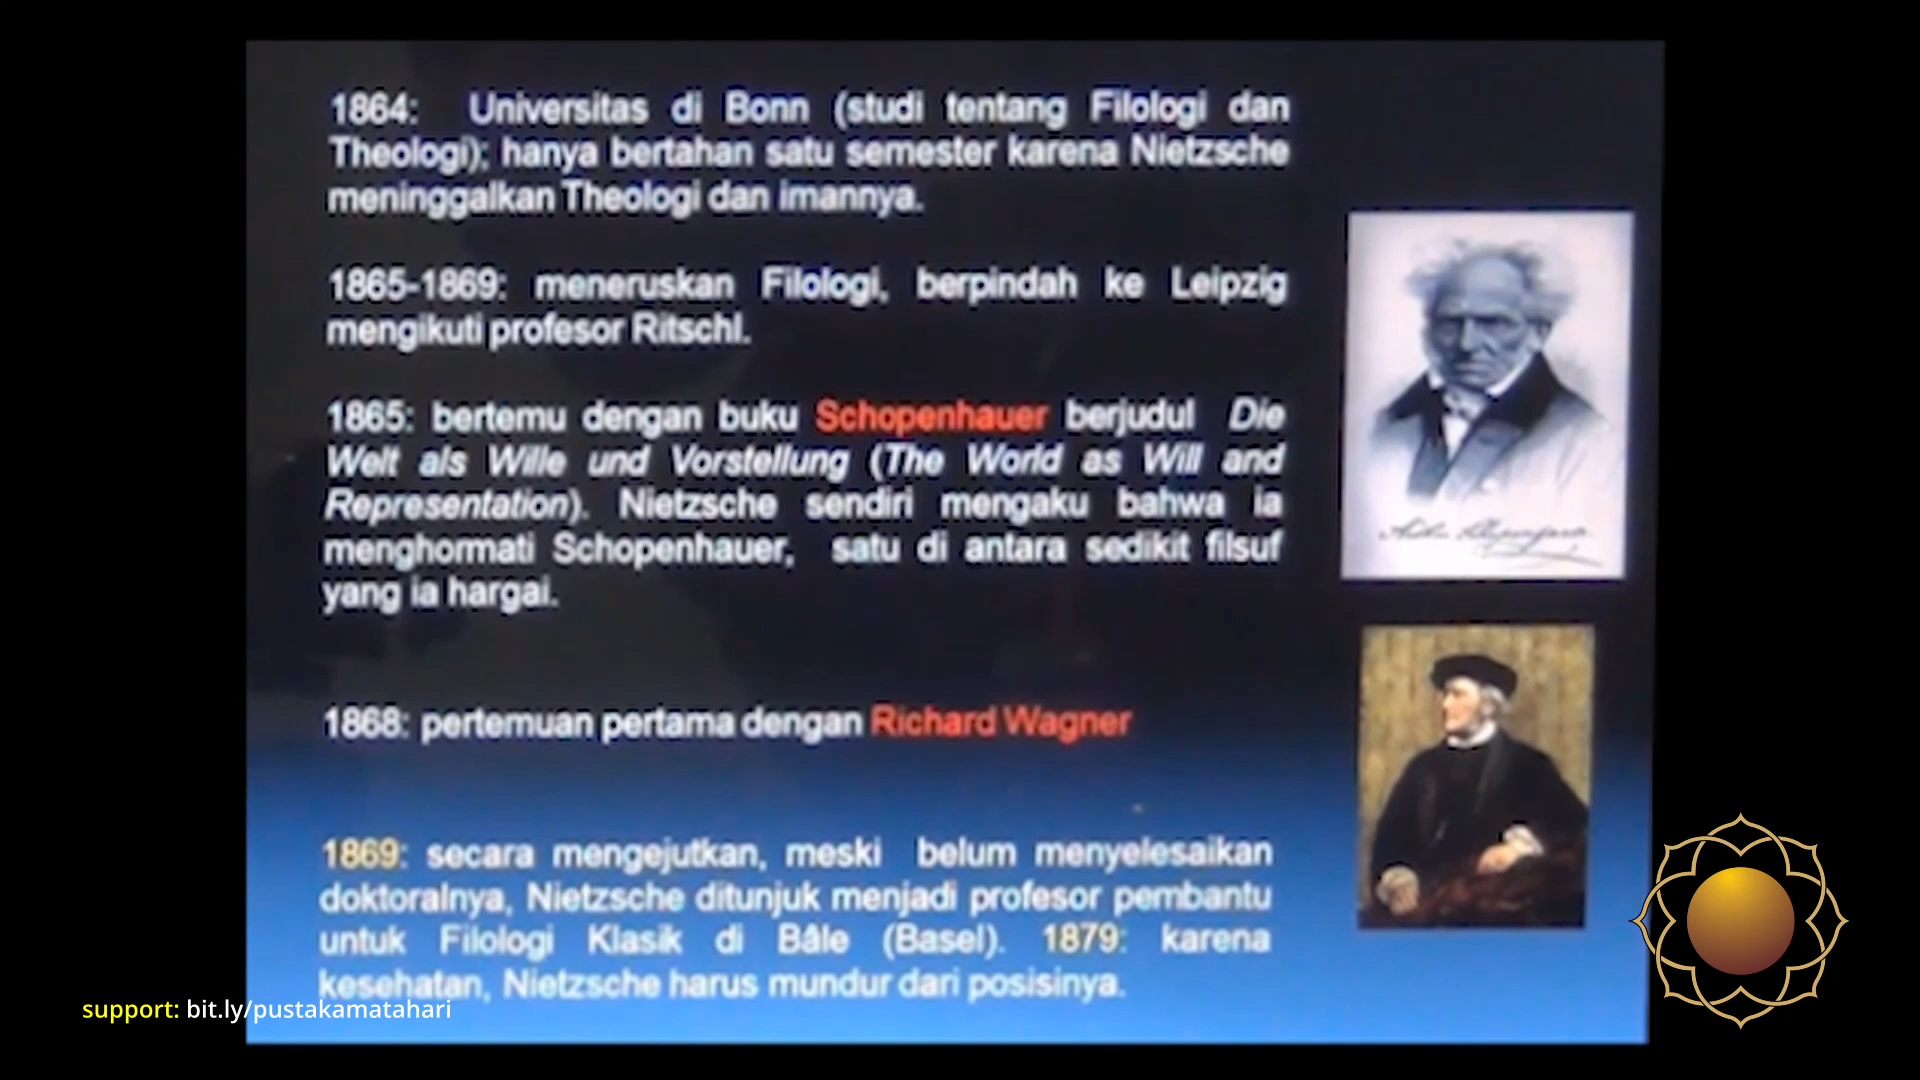 1864: Universitas di Bonn (studi tentang Filologi dan
Theologi); hanya bertahan satu semester karena Nietzsche
meninggalkan Theologi dan imannya.
1865-1869: meneruskan Filologi, berpindah ke Leipzig
mengikuti profesor Ritschl.
1865: bertemu dengan buku Schopenhauer berjudul Die
Welt als Wille und Vorstellung (The World as Will and
Representation). Nietzsche sendiri mengaku bahwa ia
menghormati Schopenhauer, satu di antara sedikit filsuf
yang ia hargai.
1868: pertemuan pertama dengan Richard Wagner
1869: secara mengejutkan, meski belum menyelesaikan
doktoralnya, Nietzsche ditunjuk menjadi profesor pembantu
untuk Filologi Klasik di Bâle (Basel). 1879: karena
kesehatan, Nietzsche harus mundur dari posisinya.
support: bit.ly/pustakamatahari